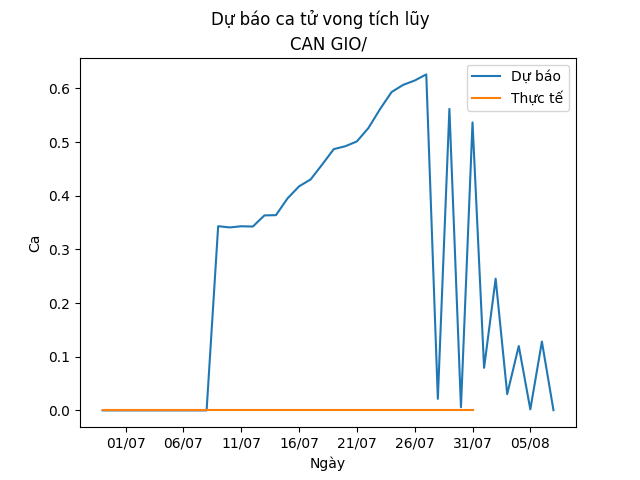 Dự báo ca tử vong tích lũy
CAN GIO/
Dự báo
Thực tế
Ca
0.6
0.5
0.4
0.3
0.2
0.1
0.0
01/07 06/07 11/07 16/07 21/07 26/07 31/07 05/08
Ngày